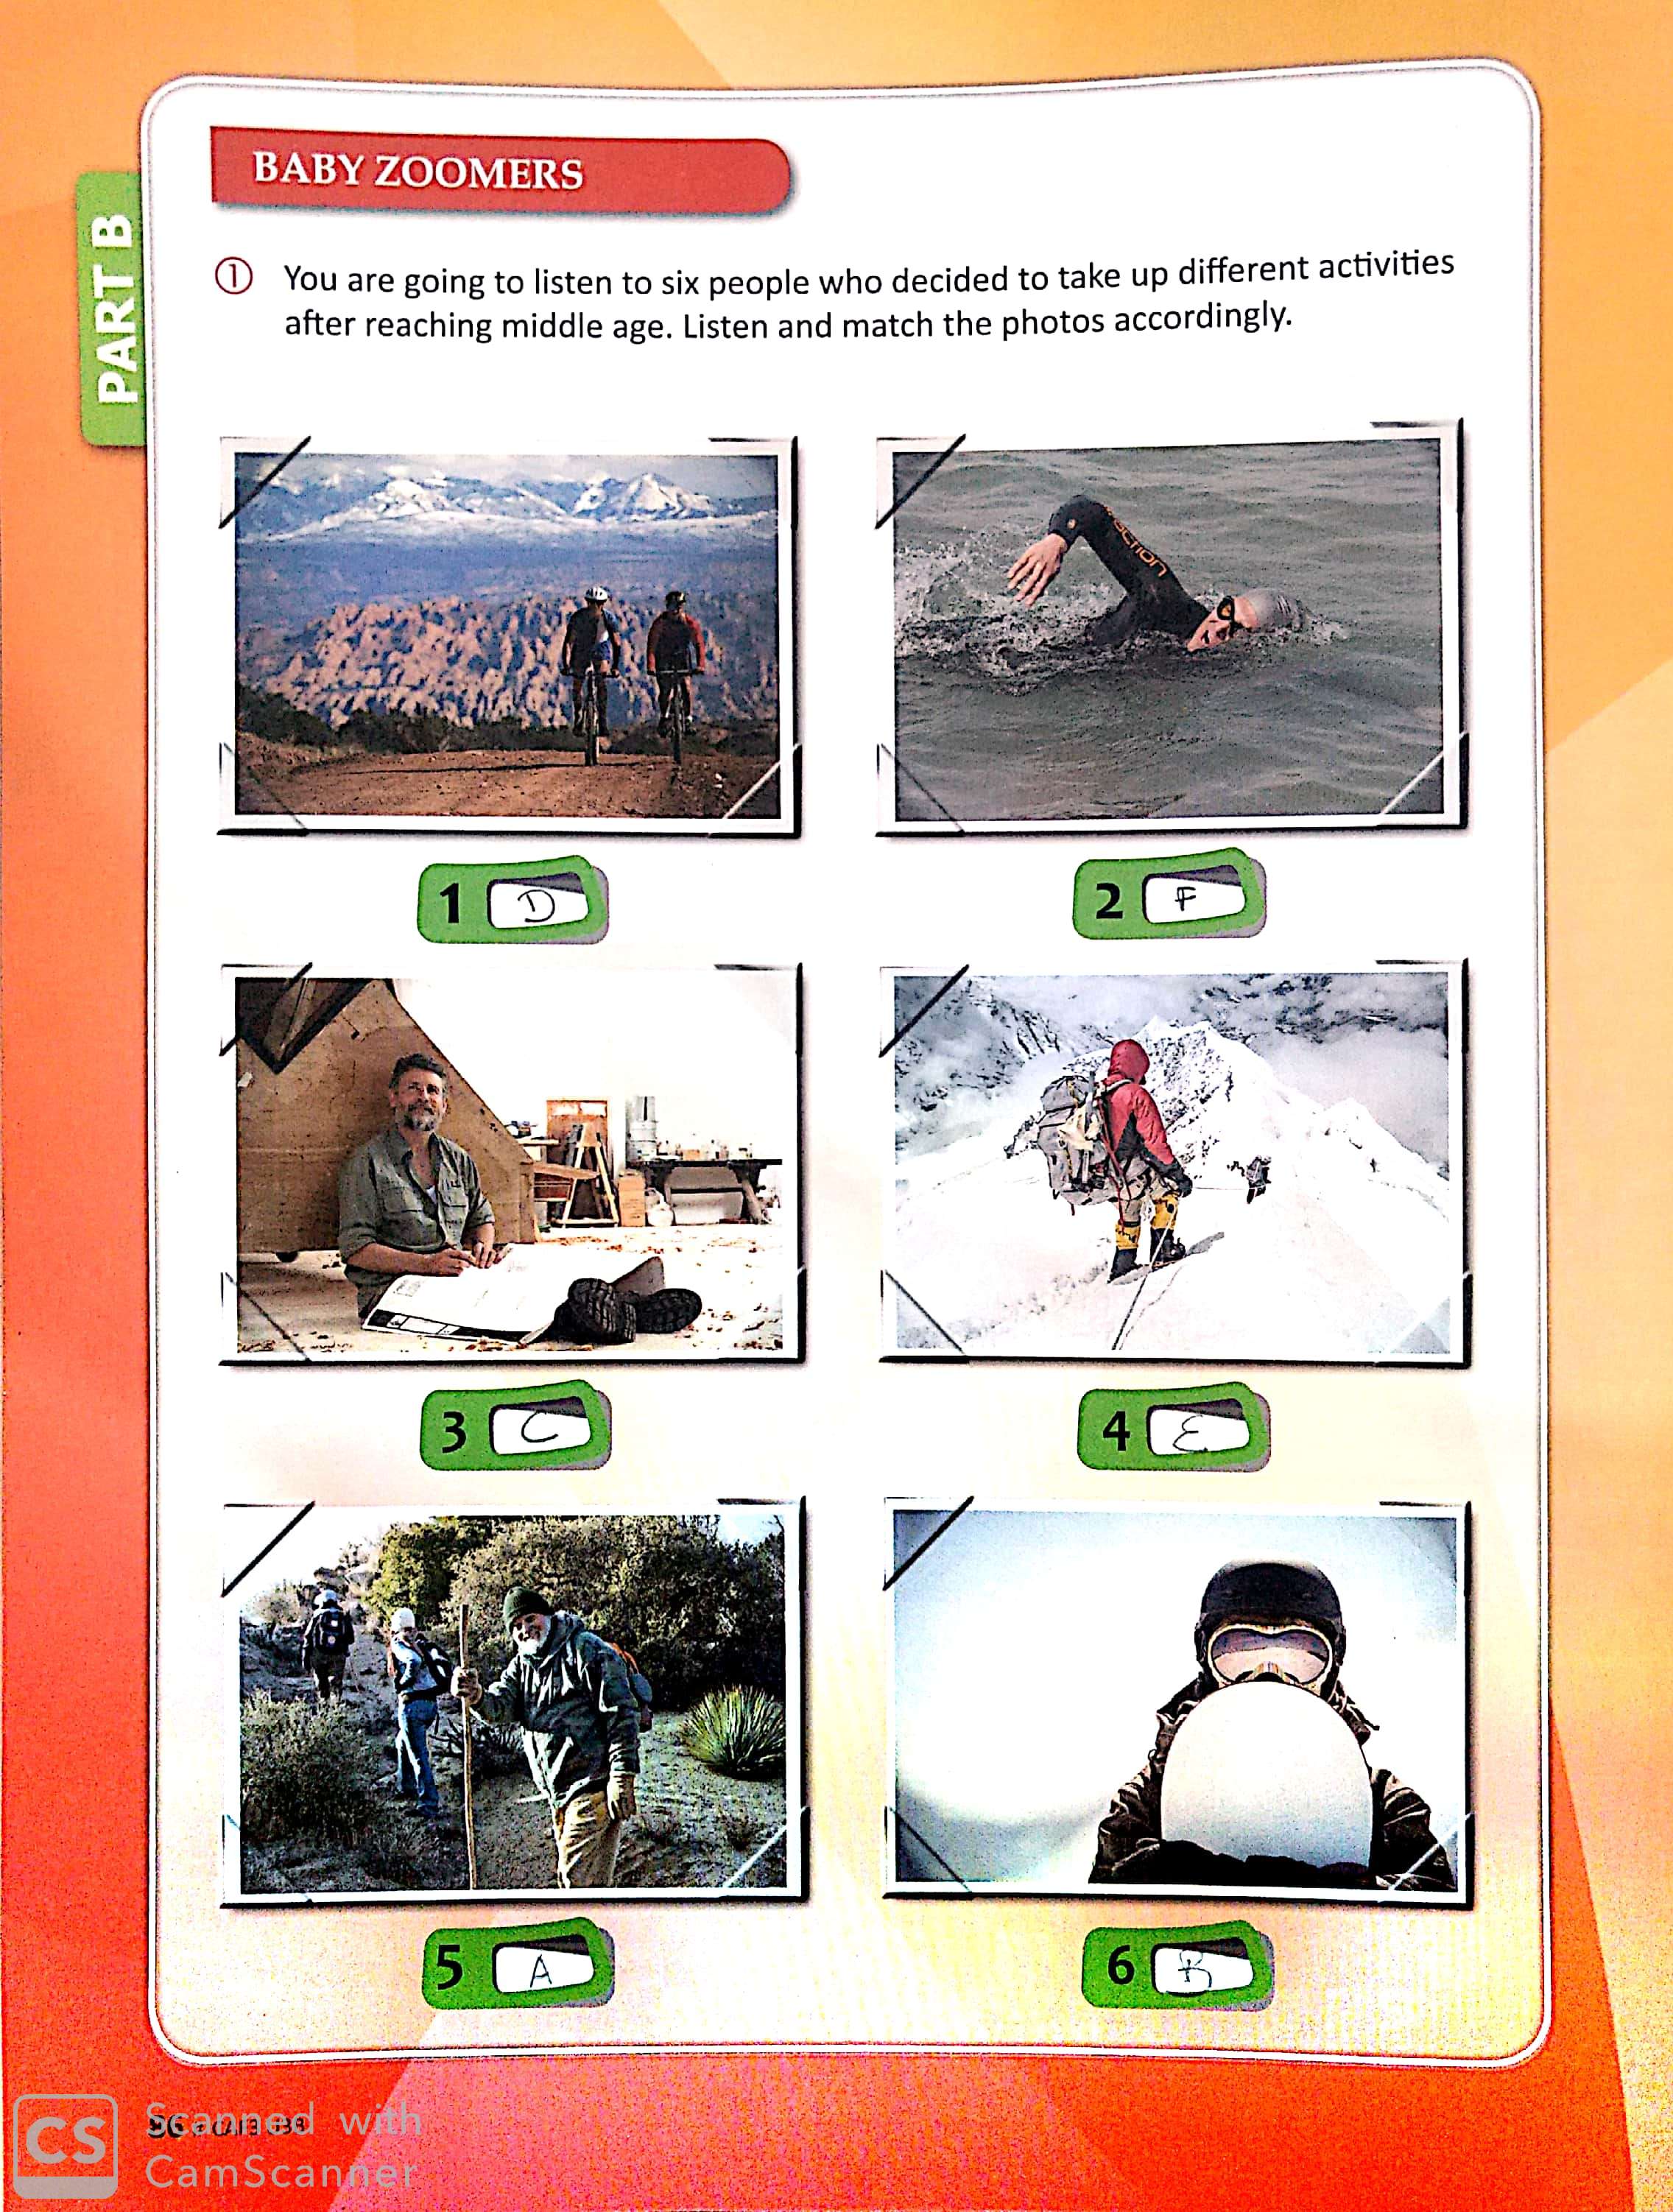 BABY ZOOMERS
PART B
① You are going to listen to six people who decided to take up different activities
after reaching middle age. Listen and match the photos accordingly.
1 D
2 F
3 C
4 E
5 A
6 B
CS
Scanned with
CamScanner